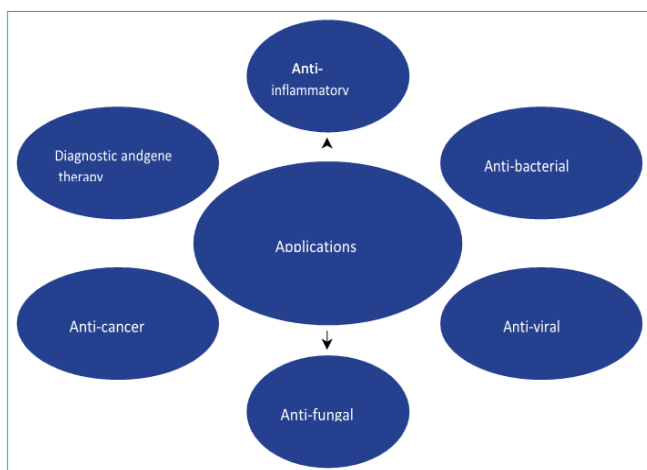 Anti-
inflammatory
Diagnostic andgene
therapy
Anti-bacterial
Applications
Anti-cancer
Anti-viral
Anti-fungal